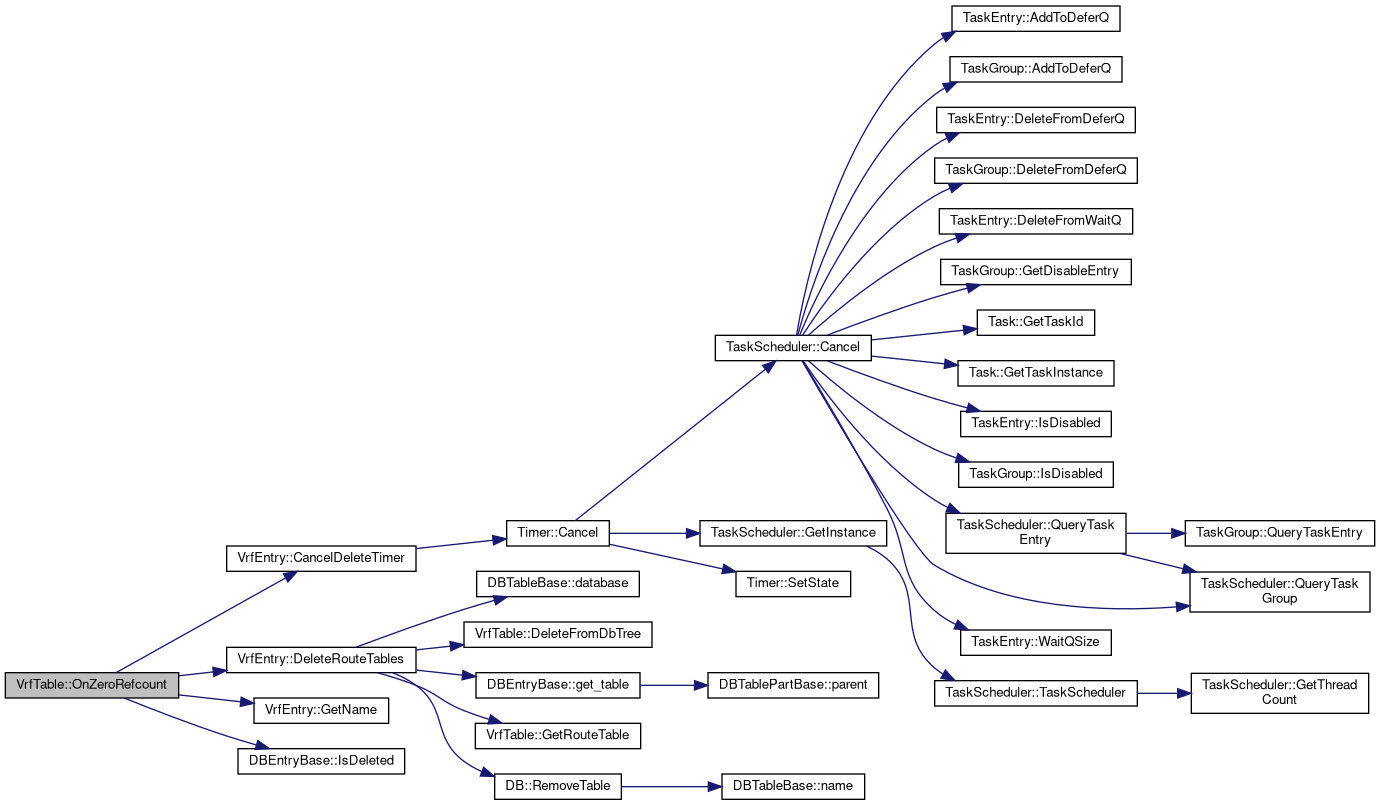 TaskEntry::AddToDeferQ
TaskGroup::AddToDeferQ
TaskEntry::DeleteFromDeferQ
TaskGroup::DeleteFromDeferQ
TaskEntry::DeleteFromWaitQ
TaskGroup::GetDisableEntry
Task::GetTaskId
TaskScheduler::Cancel
Task::GetTaskInstance
TaskEntry::IsDisabled
TaskGroup::IsDisabled
TaskScheduler::QueryTask
Entry
TaskGroup::QueryTaskEntry
Timer::Cancel
TaskScheduler::GetInstance
VrfEntry::CancelDeleteTimer
DBTableBase::database
Timer::SetState
TaskScheduler::QueryTask
Group
VrfTable::DeleteFromDbTree
TaskEntry::WaitQSize
VrfEntry::DeleteRouteTables
VrfTable::OnZeroRefcount
DBEntryBase::get_table
DBTablePartBase::parent
TaskScheduler::TaskScheduler
TaskScheduler::GetThread
Count
VrfEntry::GetName
VrfTable::GetRouteTable
DBEntryBase::IsDeleted
DB::RemoveTable
DBTableBase::name